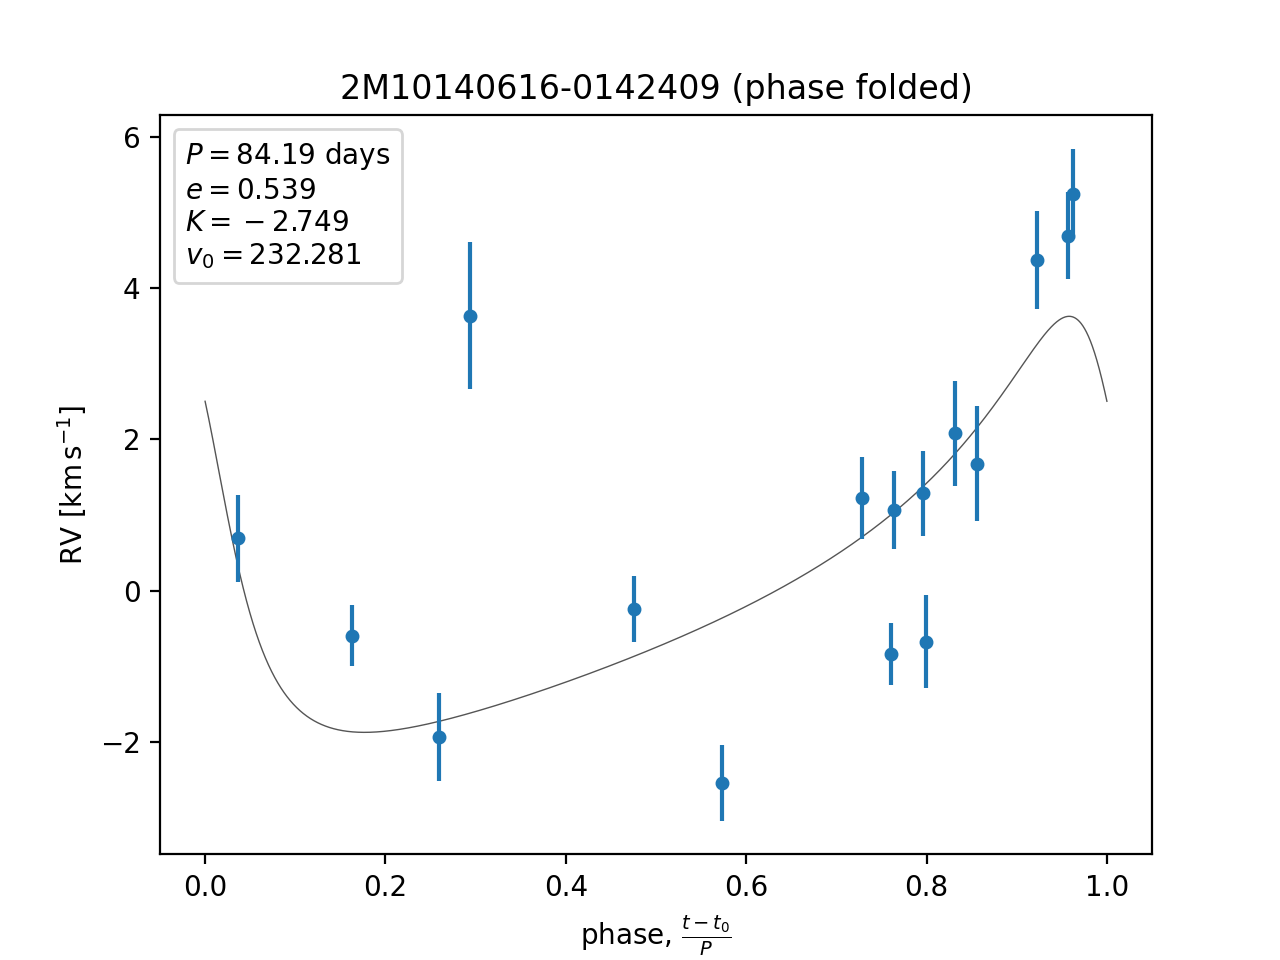 2M10140616-0142409 (phase folded)
P = 84.19 days
e = 0.539
K = −2.749
v₀ = 232.281
6
4
2
0
−2
RV [km s⁻¹]
0.0 0.2 0.4 0.6 0.8 1.0
phase, (t − t₀)/P